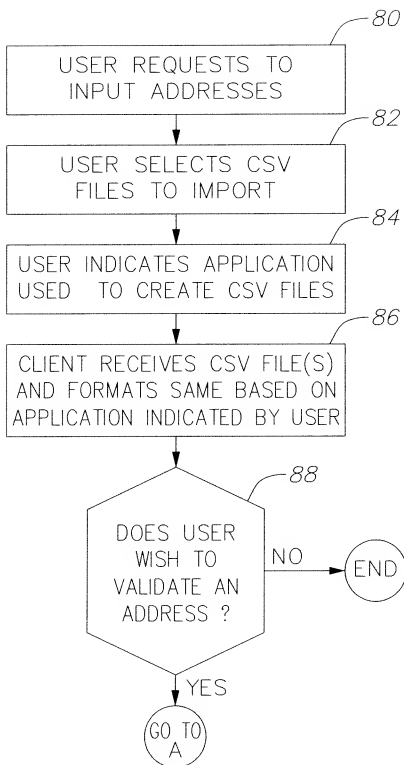 80
USER REQUESTS TO
INPUT ADDRESSES
82
USER SELECTS CSV
FILES TO IMPORT
84
USER INDICATES APPLICATION
USED TO CREATE CSV FILES
86
CLIENT RECEIVES CSV FILE(S)
AND FORMATS SAME BASED ON
APPLICATION INDICATED BY USER
88
DOES USER
WISH TO
VALIDATE AN
ADDRESS ?
NO
END
YES
GO TO
A